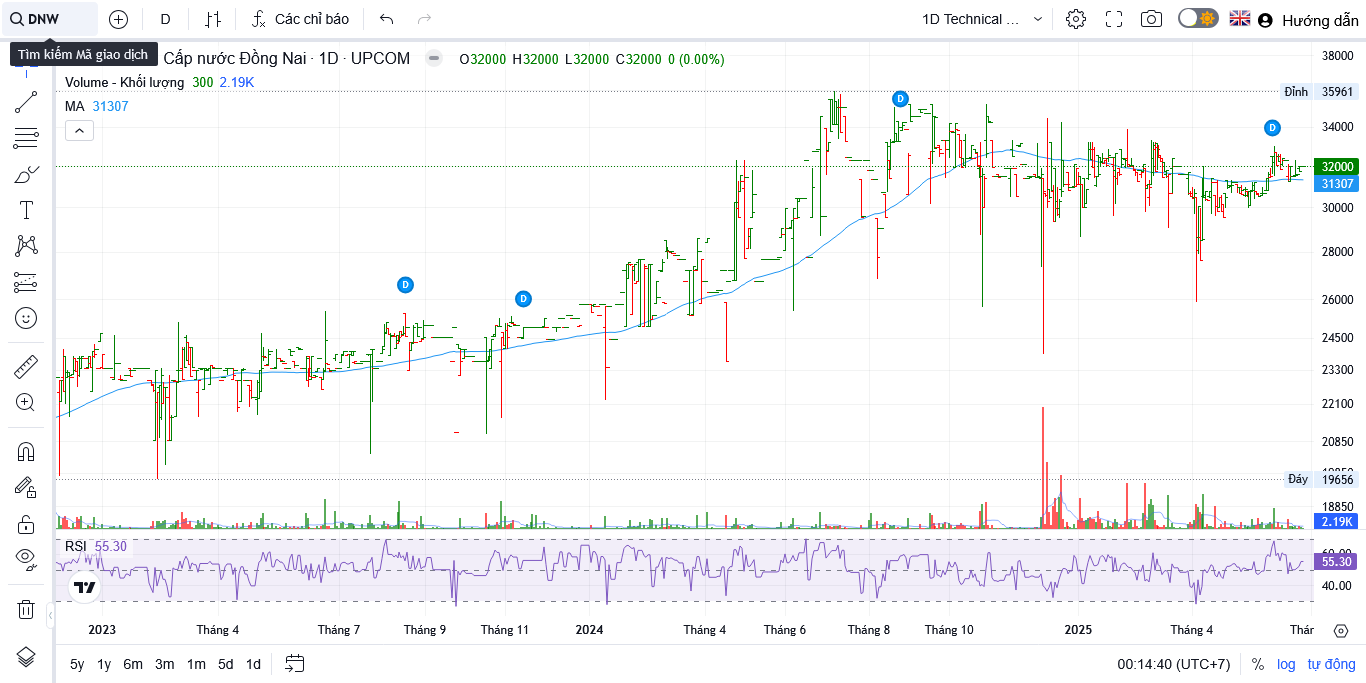 DNW
D
Các chỉ báo
1D Technical ...
Hướng dẫn
Tìm kiếm Mã giao dịch
Cấp nước Đồng Nai · 1D · UPCOM
O32000 H32000 L32000 C32000 0 (0.00%)
Volume - Khối lượng 300 2.19K
MA 31307
38000
Đỉnh 35961
34000
32000
31307
30000
28000
26000
24500
23300
22100
20850
Đáy 19656
18850
2.19K
D
D
D
D
RSI 55.30
60.00
55.30
40.00
2023
Tháng 4
Tháng 7
Tháng 9
Tháng 11
2024
Tháng 4
Tháng 6
Tháng 8
Tháng 10
2025
Tháng 4
Thár
5y 1y 6m 3m 1m 5d 1d
00:14:40 (UTC+7)
%
log
tự động